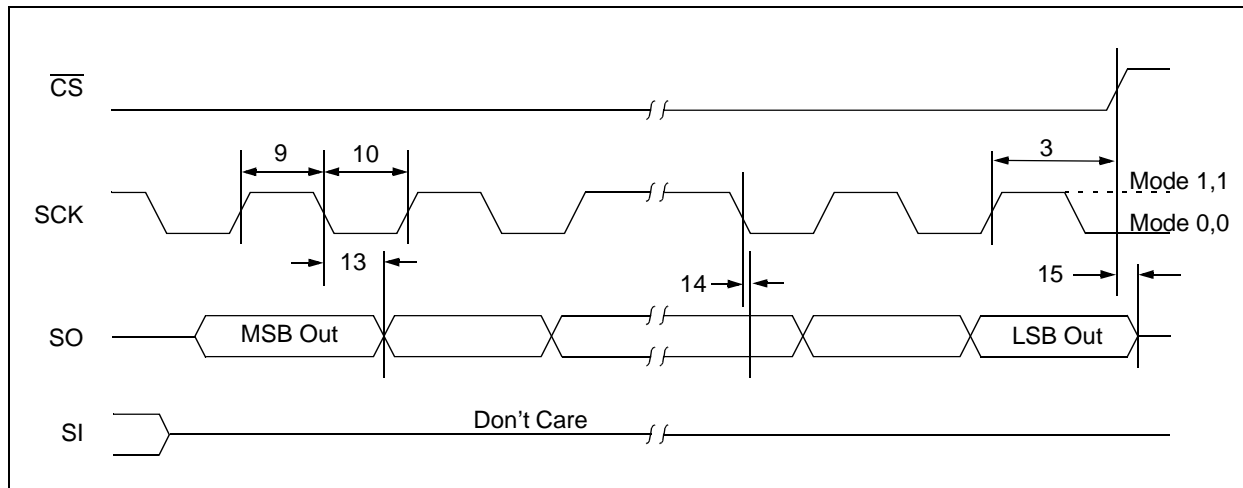 CS
9
10
3
SCK
Mode 1,1
Mode 0,0
13
14
15
SO
MSB Out
LSB Out
SI
Don't Care